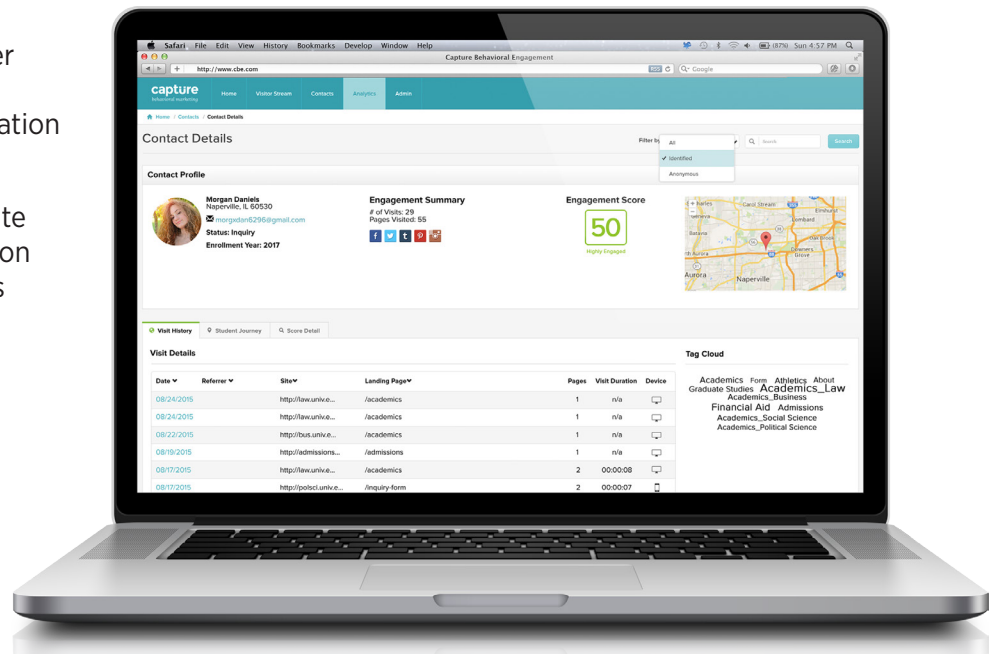 er
ation
te
on
s
Safari File Edit View History Bookmarks Develop Window Help
(87%) Sun 4:57 PM
Capture Behavioral Engagement
http://www.cbe.com
RSS
Google
capture
behavioral marketing
Home Visitor Stream Contacts Analytics Admin
Home / Contacts / Contact Details
Contact Details
Filter by
All
Search
Search
Identified
Anonymous
Contact Profile
Morgan Daniels
Naperville, IL 60530
morgxdan5296@gmail.com
Status: Inquiry
Enrollment Year: 2017
Engagement Summary
# of Visits: 29
Pages Visited: 55
Engagement Score
50
Highly Engaged
Carol Stream
Elmhurst
Lombard
Batavia
Oak Brook
Downers
Grove
Aurora
Naperville
Visit History Student Journey Score Detail
Visit Details
Date Referrer Site Landing Page Pages Visit Duration Device
08/24/2015 http://law.univ.e... /academics 1 n/a
08/24/2015 http://law.univ.e... /academics 1 n/a
08/22/2015 http://bus.univ.e... /academics 1 n/a
08/19/2015 http://admissions... /admissions 1 n/a
08/17/2015 http://law.univ.e... /academics 2 00:00:08
08/17/2015 http://polsci.univ.e... /inquiry-form 2 00:00:07
Tag Cloud
Academics Form Athletics About
Graduate Studies Academics_Law
Academics_Business
Financial Aid Admissions
Academics_Social Science
Academics_Political Science